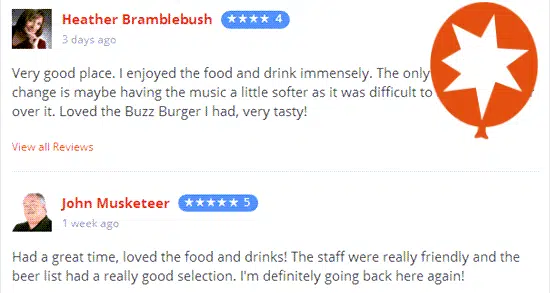 Heather Bramblebush ★★★★ 4
3 days ago
Very good place. I enjoyed the food and drink immensely. The only
change is maybe having the music a little softer as it was difficult to
over it. Loved the Buzz Burger I had, very tasty!
View all Reviews
John Musketeer ★★★★★ 5
1 week ago
Had a great time, loved the food and drinks! The staff were really friendly and the
beer list had a really good selection. I'm definitely going back here again!